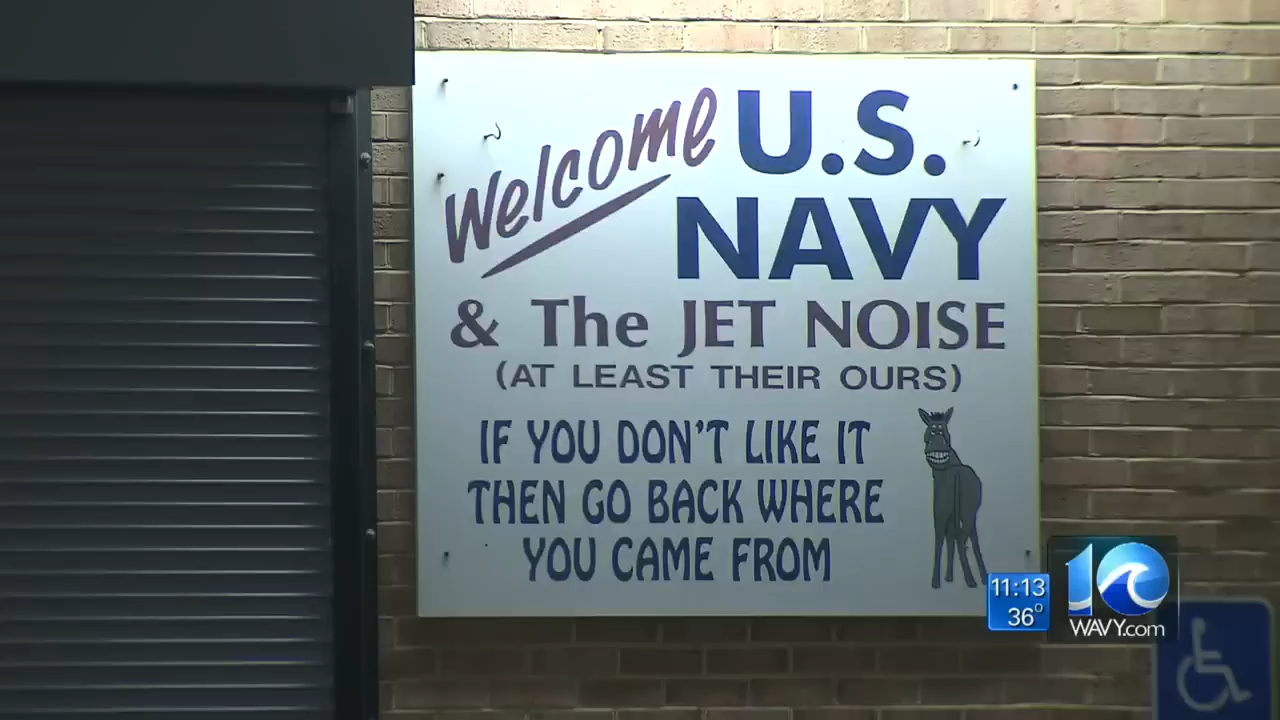 Welcome U.S.
NAVY
& The JET NOISE
(AT LEAST THEIR OURS)
IF YOU DON'T LIKE IT
THEN GO BACK WHERE
YOU CAME FROM
11:13
36°
10
WAVY.com